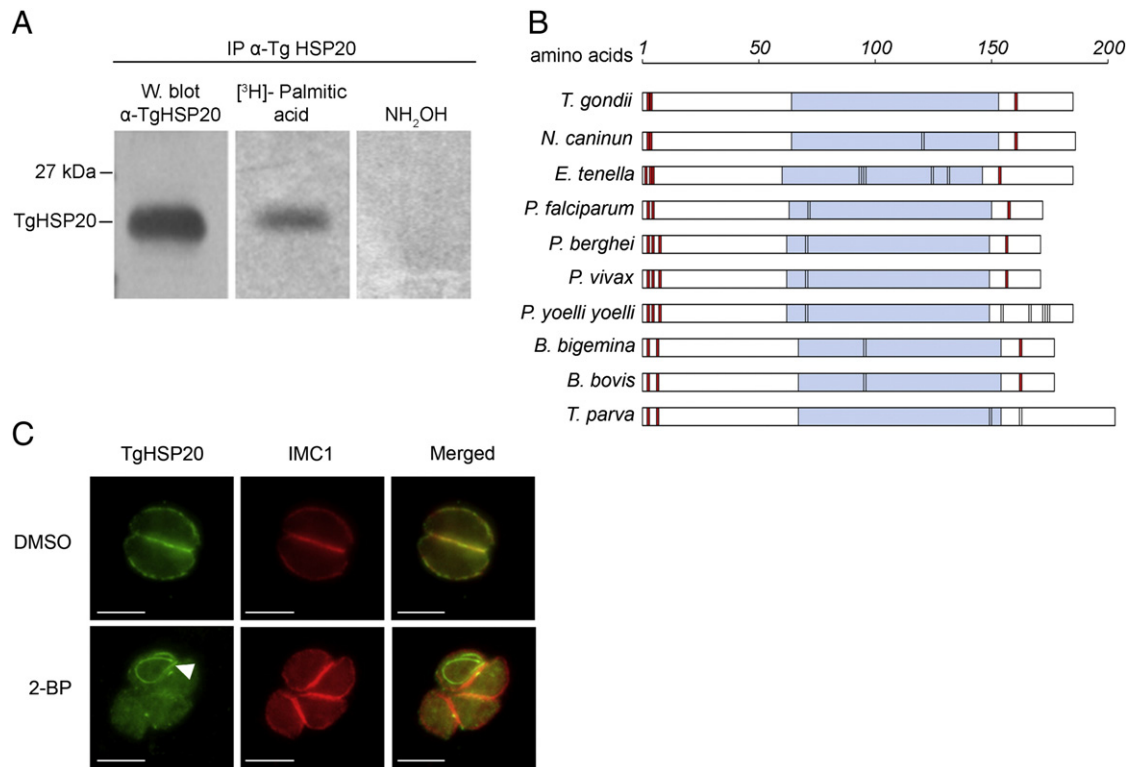 A
IP α-Tg HSP20
W. blot
α-TgHSP20
[³H]- Palmitic
acid
NH₂OH
27 kDa
TgHSP20
B
amino acids
1 50 100 150 200
T. gondii
N. caninun
E. tenella
P. falciparum
P. berghei
P. vivax
P. yoelli yoelli
B. bigemina
B. bovis
T. parva
C
TgHSP20 IMC1 Merged
DMSO
2-BP